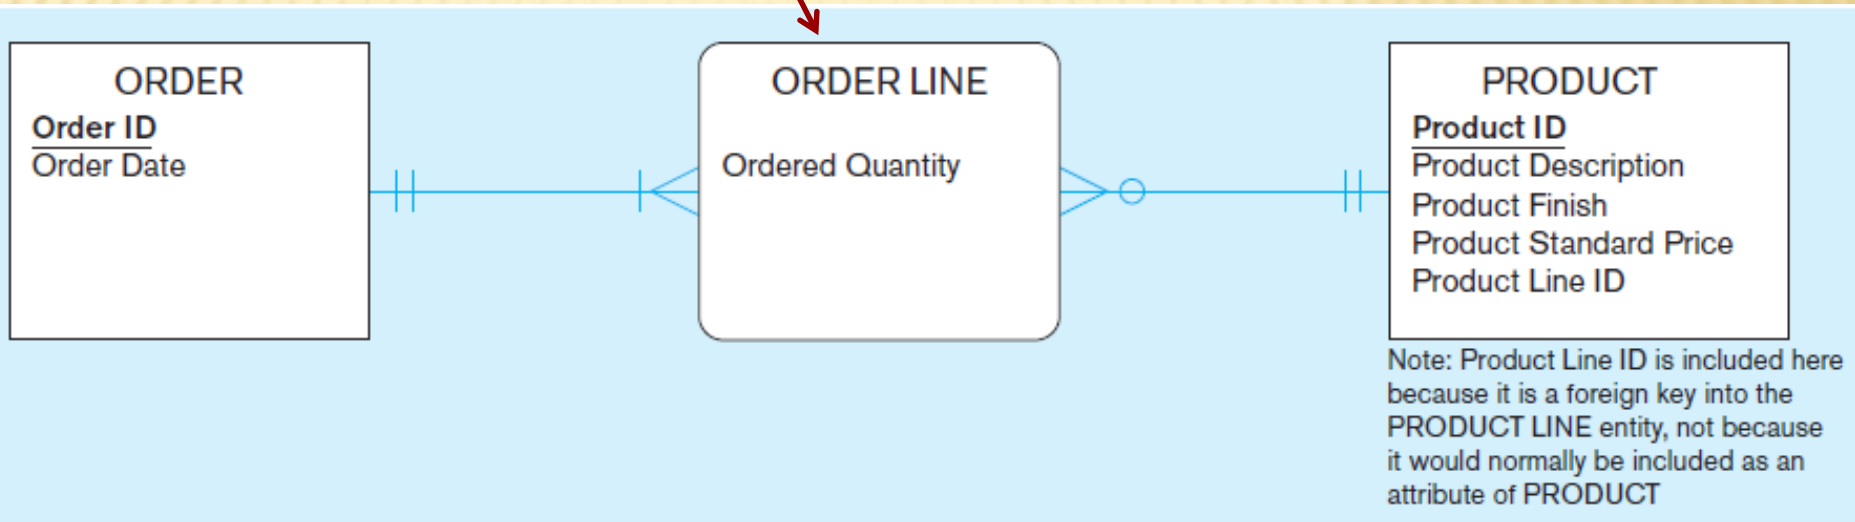 ORDER
Order ID
Order Date
ORDER LINE
Ordered Quantity
PRODUCT
Product ID
Product Description
Product Finish
Product Standard Price
Product Line ID
Note: Product Line ID is included here
because it is a foreign key into the
PRODUCT LINE entity, not because
it would normally be included as an
attribute of PRODUCT